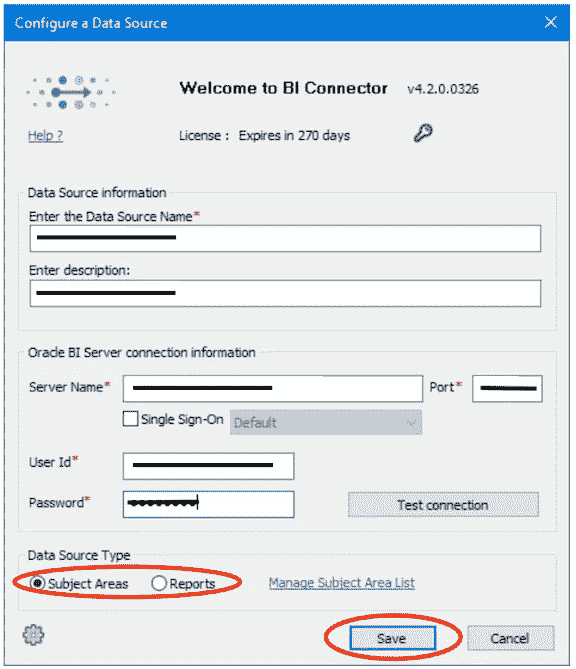 Configure a Data Source
Welcome to BI Connector v4.2.0.0326
Help ?
License : Expires in 270 days
Data Source information
Enter the Data Source Name*
Enter description:
Oracle BI Server connection information
Server Name* Port*
Single Sign-On Default
User Id*
Password* Test connection
Data Source Type
Subject Areas Reports Manage Subject Area List
Save Cancel